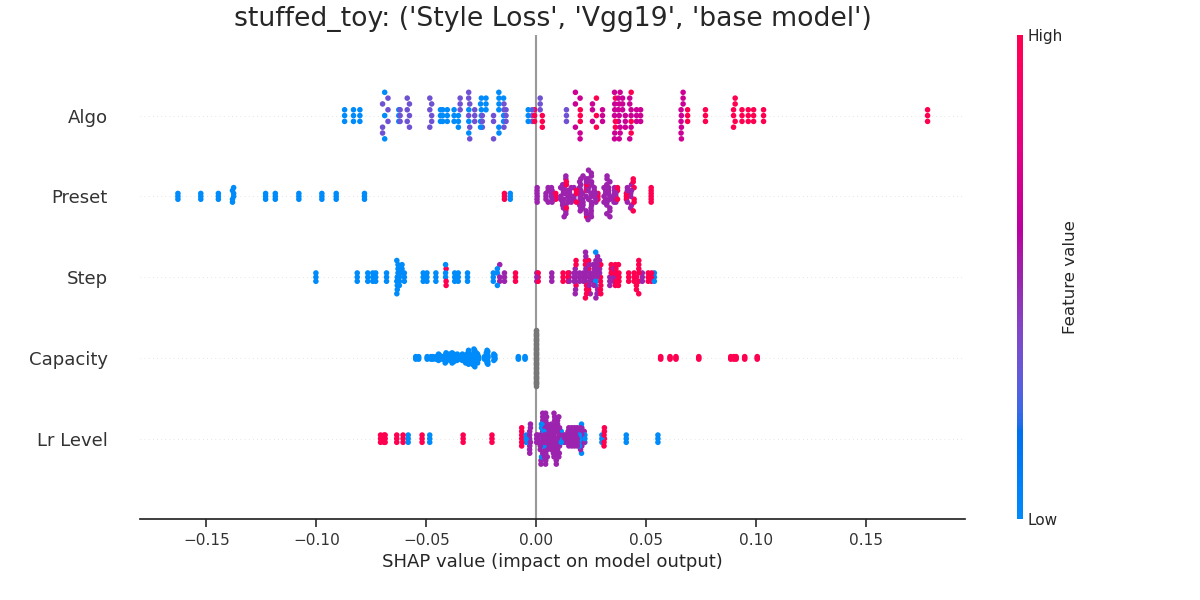 stuffed_toy: ('Style Loss', 'Vgg19', 'base model')
High
Algo
Preset
Step
Capacity
Lr Level
Feature value
Low
−0.15
−0.10
−0.05
0.00
0.05
0.10
0.15
SHAP value (impact on model output)